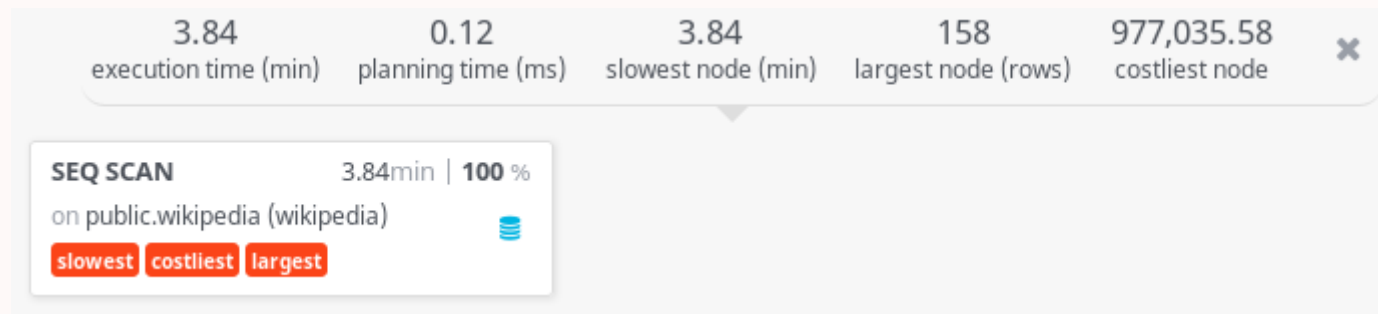 3.84 0.12 3.84 158 977,035.58
execution time (min) planning time (ms) slowest node (min) largest node (rows) costliest node
SEQ SCAN 3.84min | 100 %
on public.wikipedia (wikipedia)
slowest costliest largest